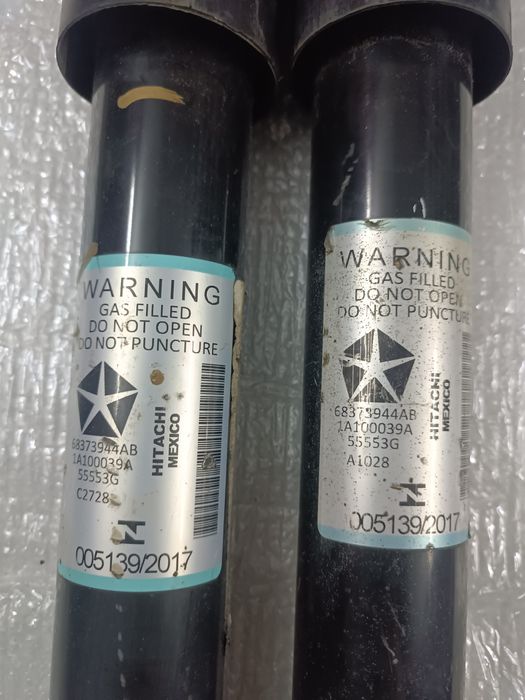 WARNING
GAS FILLED
DO NOT OPEN
DO NOT PUNCTURE
68373944AB
1A100039A
55553G
C2728
HITACHI
MEXICO
005139/2017
WARNING
GAS FILLED
DO NOT OPEN
DO NOT PUNCTURE
68373944AB
1A100039A
55553G
A1028
HITACHI
MEXICO
005139/2017